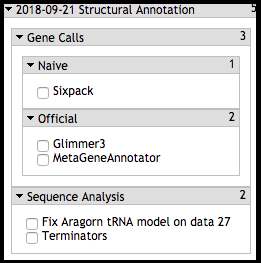 2018-09-21 Structural Annotation 5
Gene Calls 3
Naive 1
Sixpack
Official 2
Glimmer3
MetaGeneAnnotator
Sequence Analysis 2
Fix Aragorn tRNA model on data 27
Terminators